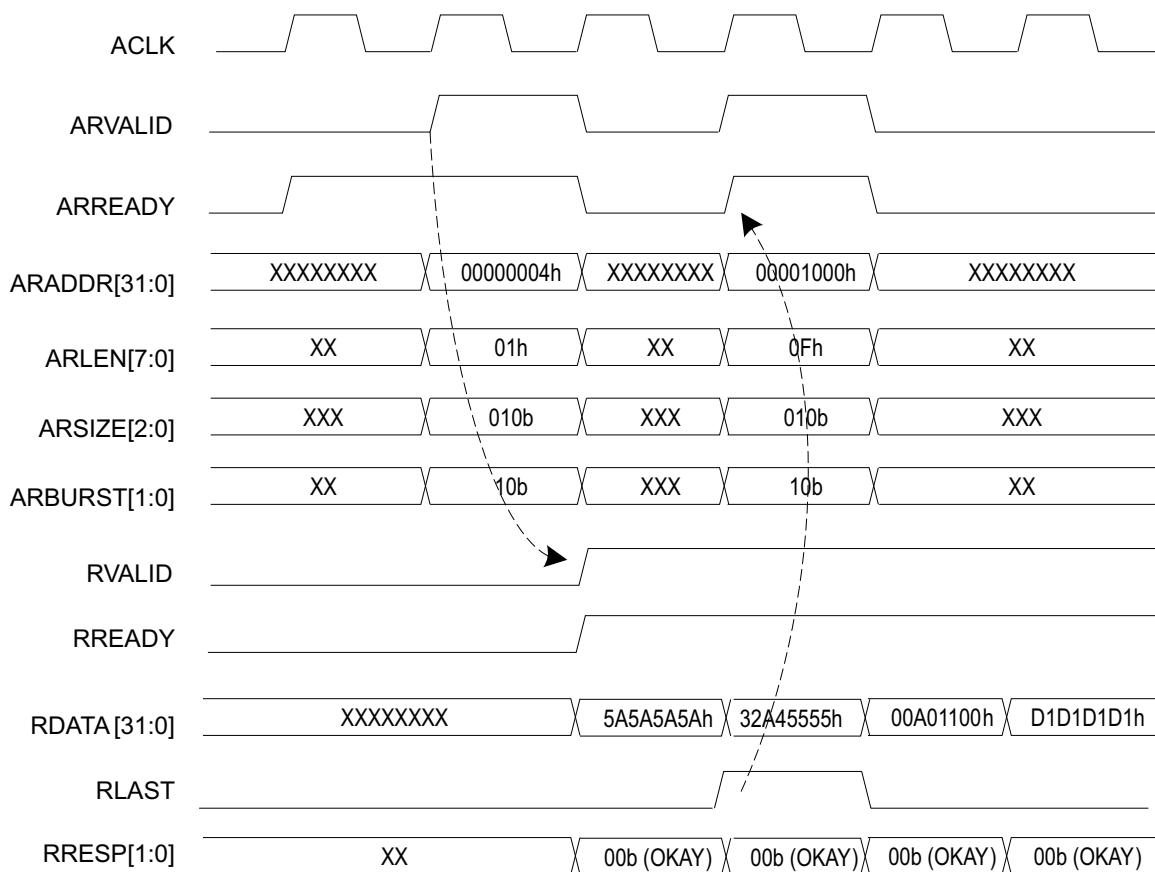 ACLK
ARVALID
ARREADY
ARADDR[31:0] XXXXXXXX 00000004h XXXXXXXX 00001000h XXXXXXXX
ARLEN[7:0] XX 01h XX 0Fh XX
ARSIZE[2:0] XXX 010b XXX 010b XXX
ARBURST[1:0] XX 10b XXX 10b XX
RVALID
RREADY
RDATA[31:0] XXXXXXXX 5A5A5A5Ah 32A45555h 00A01100h D1D1D1D1h
RLAST
RRESP[1:0] XX 00b (OKAY) 00b (OKAY) 00b (OKAY) 00b (OKAY)